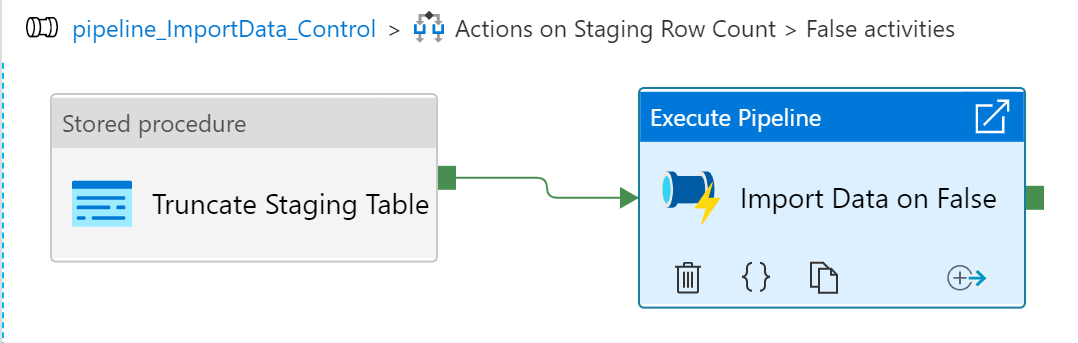 pipeline_ImportData_Control > Actions on Staging Row Count > False activities
Stored procedure
Truncate Staging Table
Execute Pipeline
Import Data on False
{}